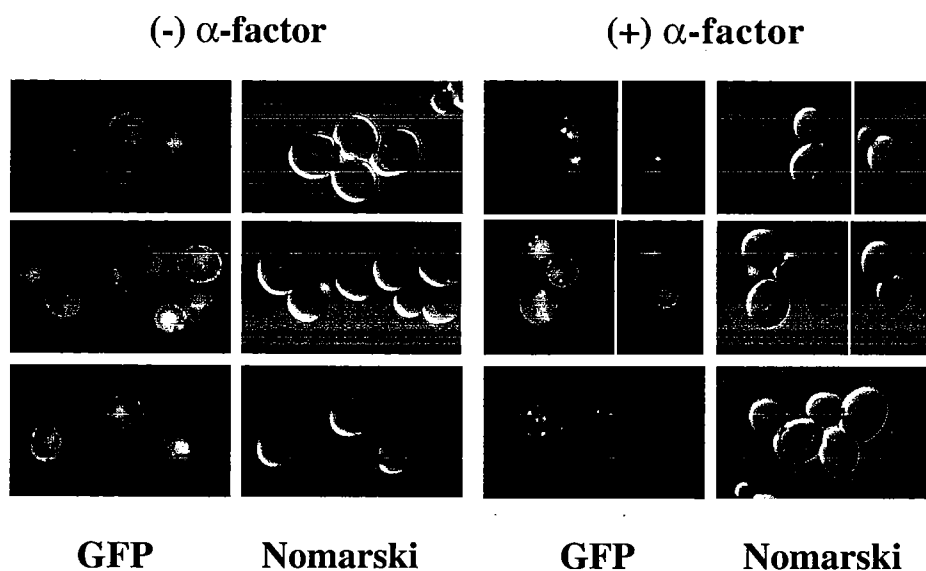 (-) α-factor (+) α-factor
GFP Nomarski GFP Nomarski